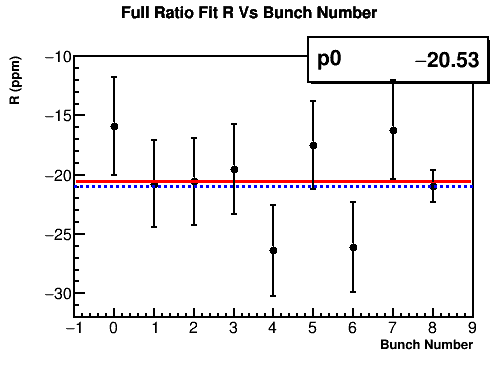 Full Ratio Fit R Vs Bunch Number
p0 −20.53
R (ppm)
−10
−15
−20
−25
−30
−1 0 1 2 3 4 5 6 7 8 9
Bunch Number